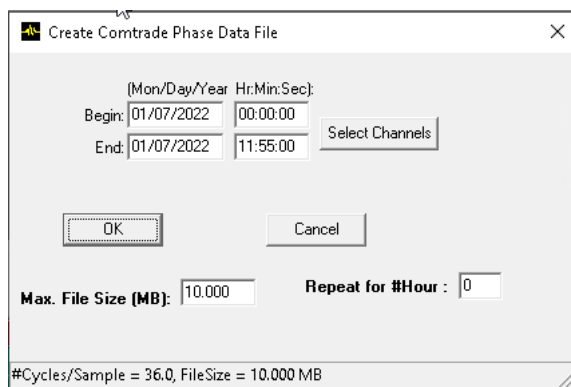 Create Comtrade Phase Data File
(Mon/Day/Year Hr:Min:Sec):
Begin: 01/07/2022 00:00:00
Select Channels
End: 01/07/2022 11:55:00
OK Cancel
Max. File Size (MB): 10.000 Repeat for #Hour : 0
#Cycles/Sample = 36.0, FileSize = 10.000 MB